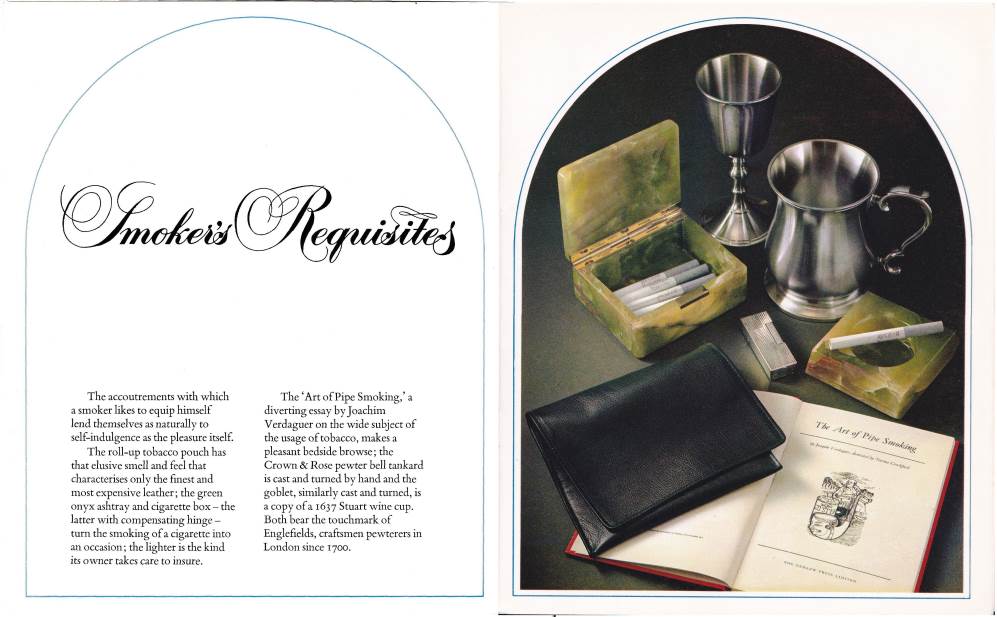 Smoker's Requisites
The accoutrements with which
a smoker likes to equip himself
lend themselves as naturally to
self-indulgence as the pleasure itself.
The roll-up tobacco pouch has
that elusive smell and feel that
characterises only the finest and
most expensive leather; the green
onyx ashtray and cigarette box – the
latter with compensating hinge –
turn the smoking of a cigarette into
an occasion; the lighter is the kind
its owner takes care to insure.
The ‘Art of Pipe Smoking,’ a
diverting essay by Joachim
Verdaguer on the wide subject of
the usage of tobacco, makes a
pleasant bedside browse; the
Crown & Rose pewter bell tankard
is cast and turned by hand and the
goblet, similarly cast and turned, is
a copy of a 1637 Stuart wine cup.
Both bear the touchmark of
Englefields, craftsmen pewterers in
London since 1700.
The Art of Pipe Smoking